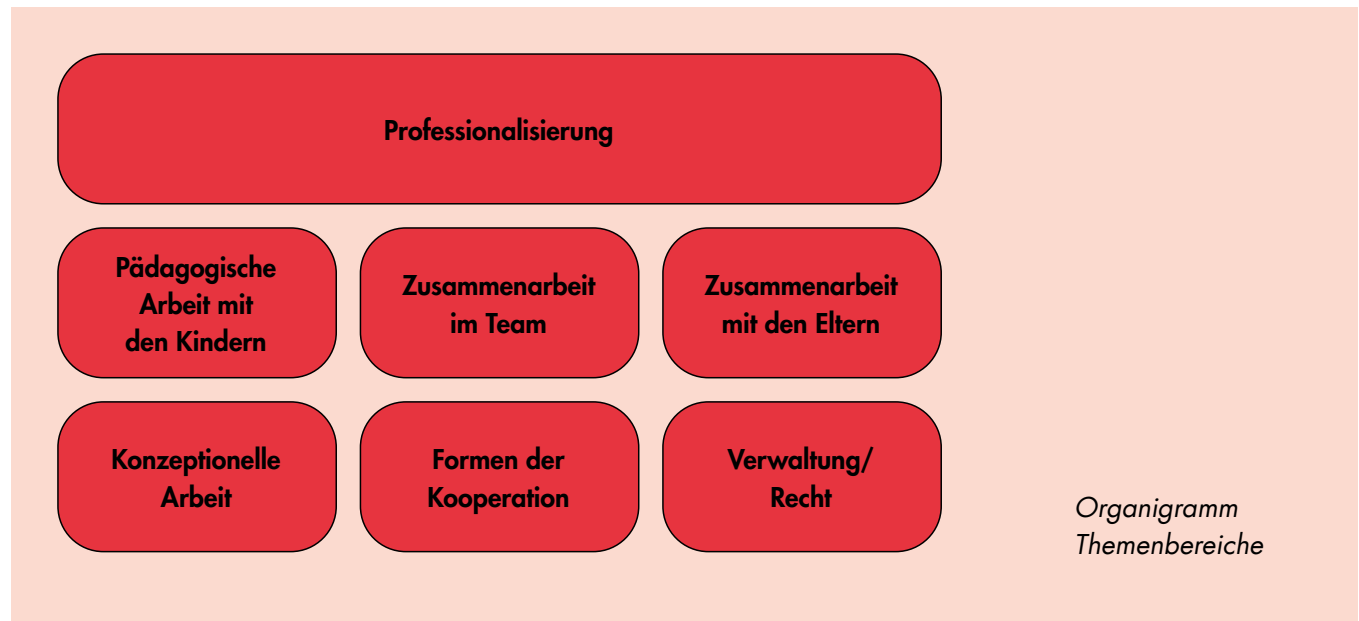 Professionalisierung
Pädagogische
Arbeit mit
den Kindern
Zusammenarbeit
im Team
Zusammenarbeit
mit den Eltern
Konzeptionelle
Arbeit
Formen der
Kooperation
Verwaltung/
Recht
Organigramm
Themenbereiche